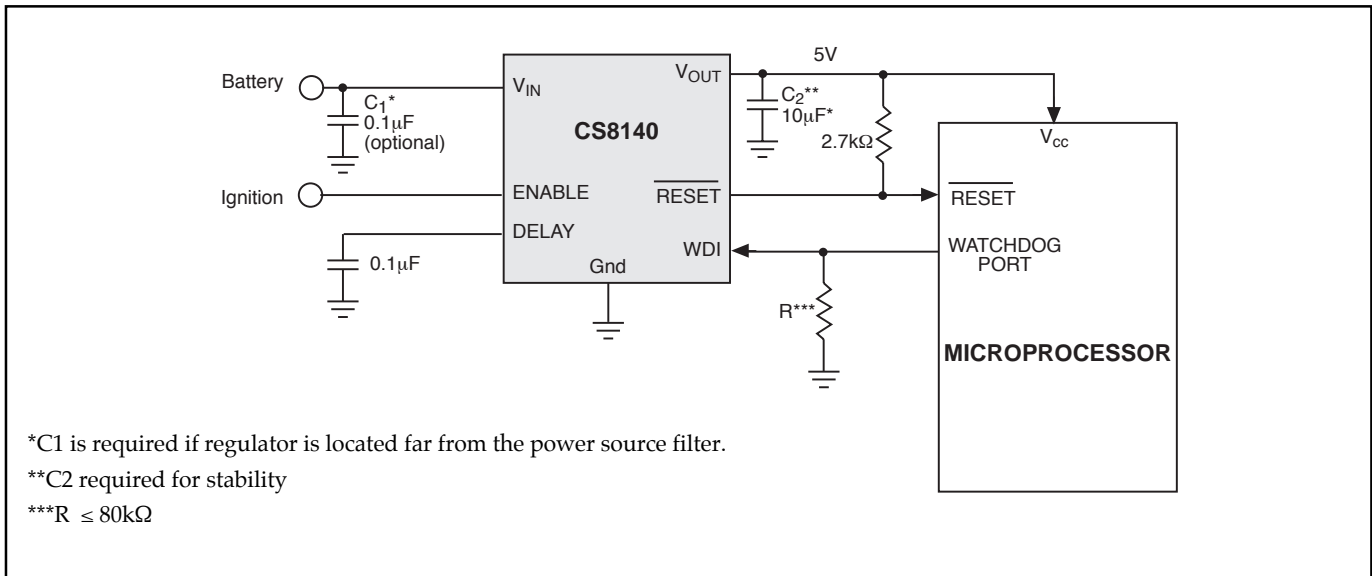 Battery
C1*
0.1µF
(optional)
Ignition
0.1µF
VIN
VOUT
CS8140
ENABLE
RESET
DELAY
WDI
Gnd
5V
C2**
10µF*
2.7kΩ
R***
Vcc
RESET
WATCHDOG
PORT
MICROPROCESSOR
*C1 is required if regulator is located far from the power source filter.
**C2 required for stability
***R ≤ 80kΩ